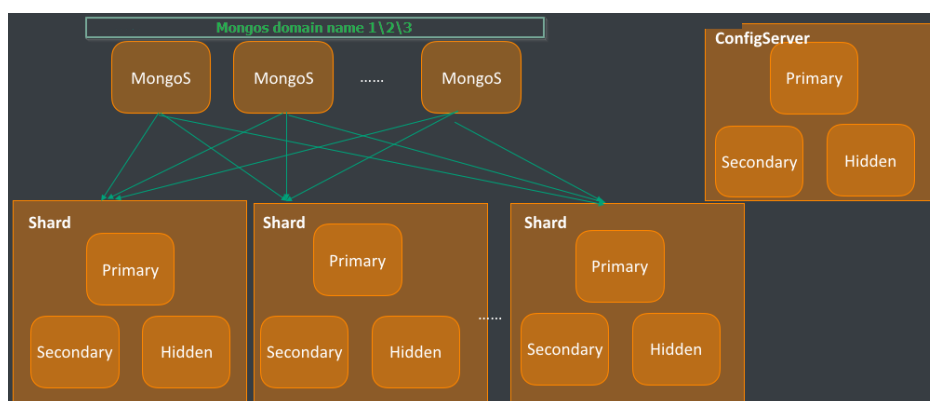 Mongos domain name 1\2\3
MongoS
MongoS
......
MongoS
ConfigServer
Primary
Secondary
Hidden
Shard
Primary
Secondary
Hidden
Shard
Primary
Secondary
Hidden
......
Shard
Primary
Secondary
Hidden